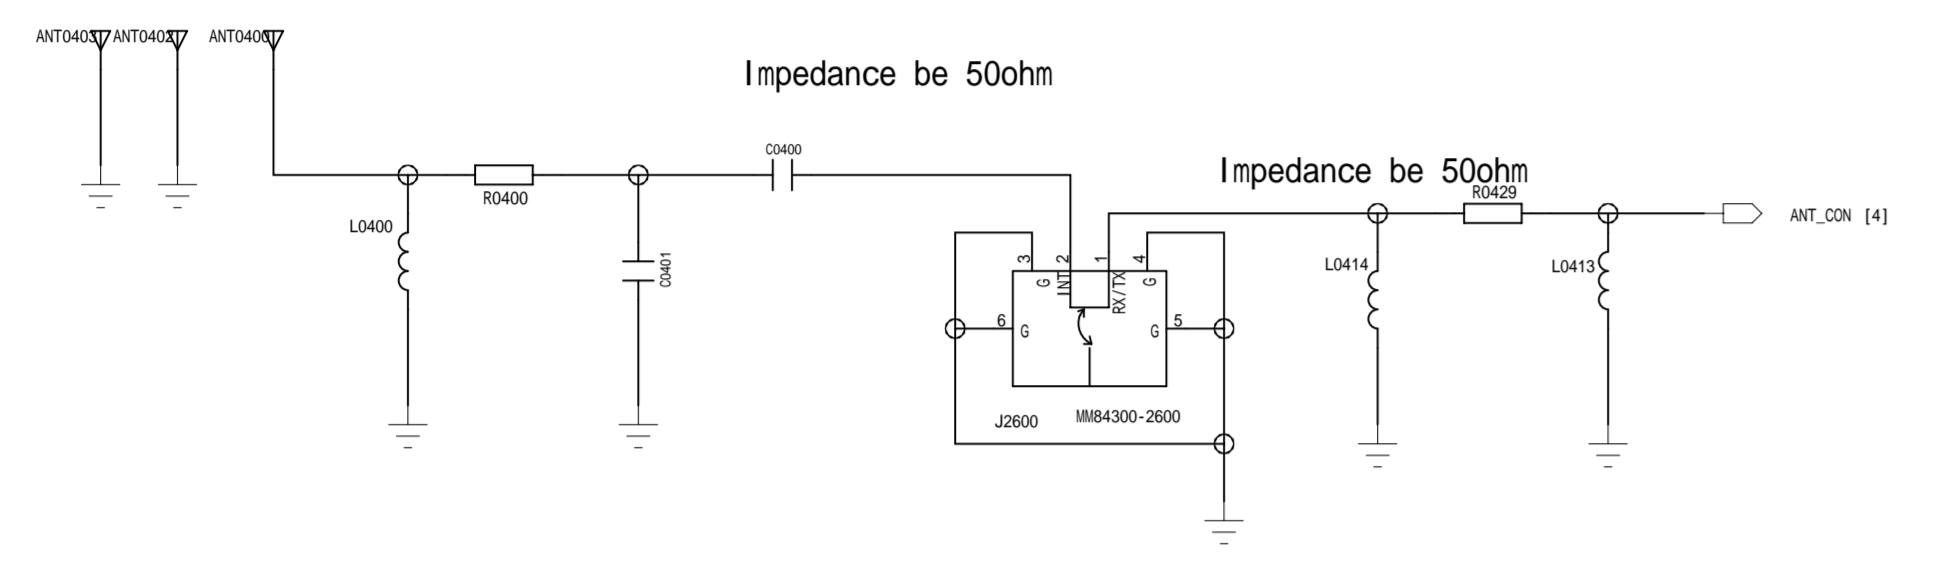 ANT0403 ANT0402 ANT0400
Impedance be 50ohm
C0400
Impedance be 50ohm
R0429
R0400
ANT_CON [4]
L0400
C0401
L0414
L0413
3 2 1 4
G INT RX/TX G
6 G G 5
J2600 MM84300-2600